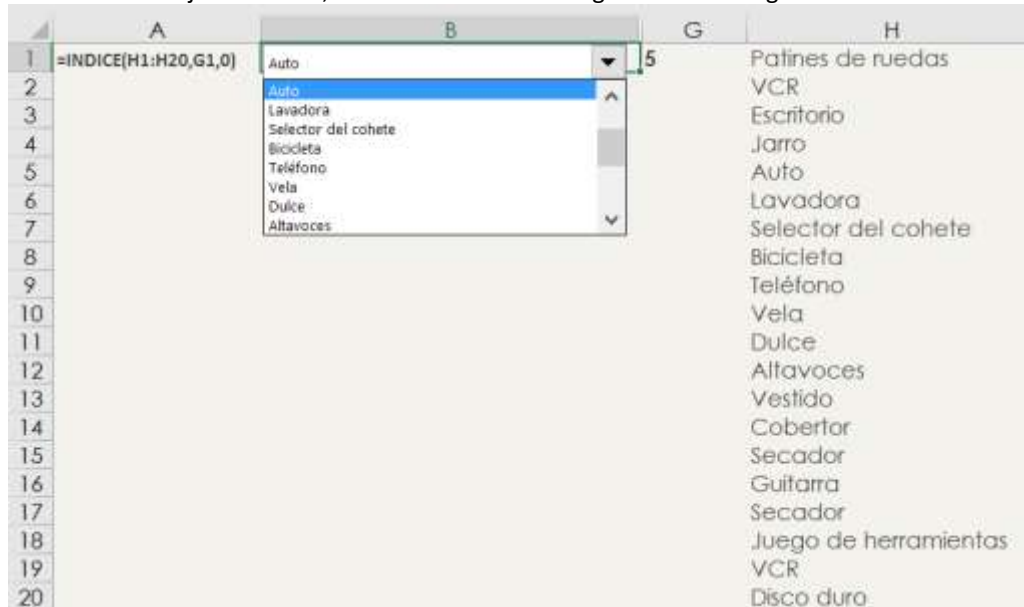 A B G H
1 =INDICE(H1:H20,G1,0) Auto 5 Patines de ruedas
2 Auto VCR
3 Lavadora Escritorio
Selector del cohete
4 Bicicleta Jarro
5 Teléfono Auto
6 Vela Lavadora
Dulce
7 Altavoces Selector del cohete
8 Bicicleta
9 Teléfono
10 Vela
11 Dulce
12 Altavoces
13 Vestido
14 Cobertor
15 Secador
16 Guitarra
17 Secador
18 Juego de herramientas
19 VCR
20 Disco duro